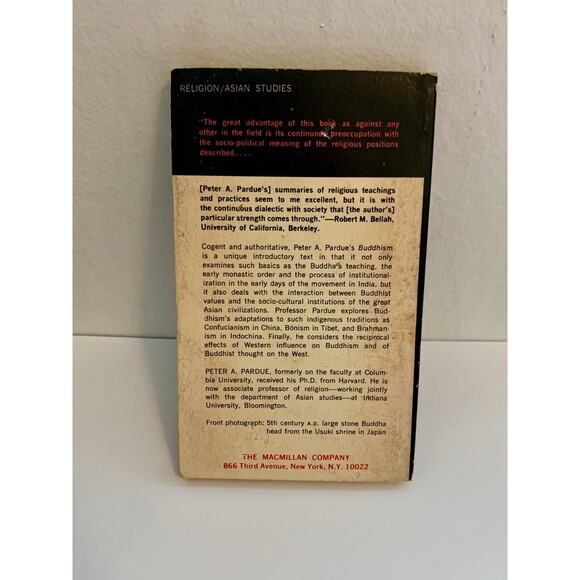 RELIGION/ASIAN STUDIES
"The great advantage of this book as against any
other in the field is its continuous preoccupation with
the socio-political meaning of the religious positions
described. . . .
[Peter A. Pardue's] summaries of religious teachings
and practices seem to me excellent, but it is with
the continuous dialectic with society that [the author's]
particular strength comes through."—Robert M. Bellah,
University of California, Berkeley.
Cogent and authoritative, Peter A. Pardue's Buddhism
is a unique introductory text in that it not only
examines such basics as the Buddha's teaching, the
early monastic order and the process of institutional-
ization in the early days of the movement in India, but
it also deals with the interaction between Buddhist
values and the socio-cultural institutions of the great
Asian civilizations. Professor Pardue explores Bud-
dhism's adaptations to such indigenous traditions as
Confucianism in China, Bönism in Tibet, and Brahman-
ism in Indochina. Finally, he considers the reciprocal
effects of Western influence on Buddhism and of
Buddhist thought on the West.
PETER A. PARDUE, formerly on the faculty at Colum-
bia University, received his Ph.D. from Harvard. He is
now associate professor of religion—working jointly
with the department of Asian studies—at Indiana
University, Bloomington.
Front photograph: 5th century A.D. large stone Buddha
head from the Usuki shrine in Japan
THE MACMILLAN COMPANY
866 Third Avenue, New York, N.Y. 10022